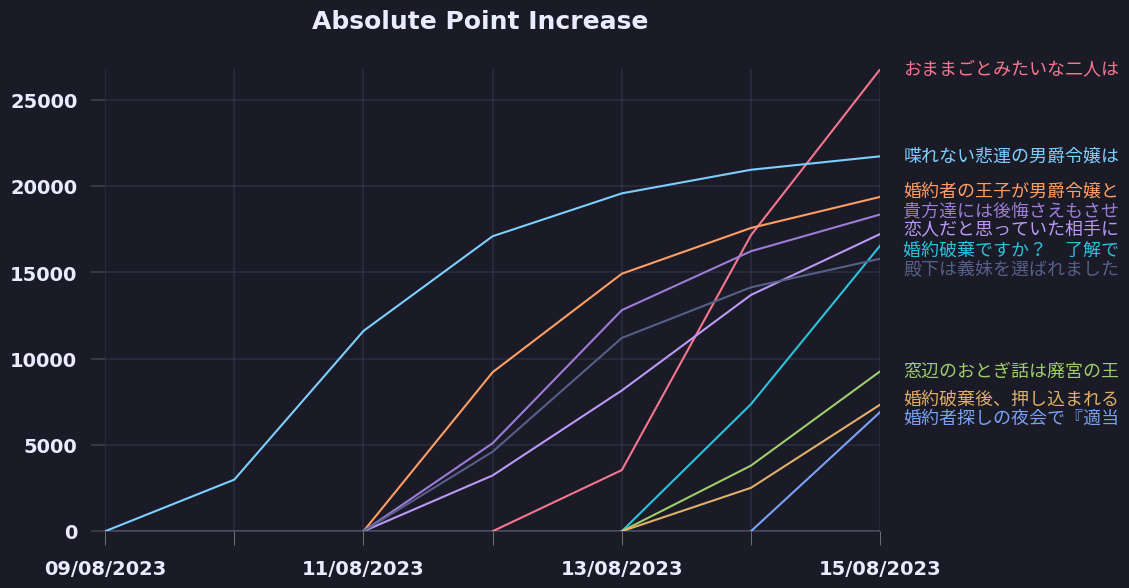 Absolute Point Increase
25000
20000
15000
10000
5000
0
09/08/2023
11/08/2023
13/08/2023
15/08/2023
おままごとみたいな二人は
喋れない悲運の男爵令嬢は
婚約者の王子が男爵令嬢と
貴方達には後悔さえもさせ
恋人だと思っていた相手に
婚約破棄ですか？　了解で
殿下は義妹を選ばれました
窓辺のおとぎ話は廃宮の王
婚約破棄後、押し込まれる
婚約者探しの夜会で『適当